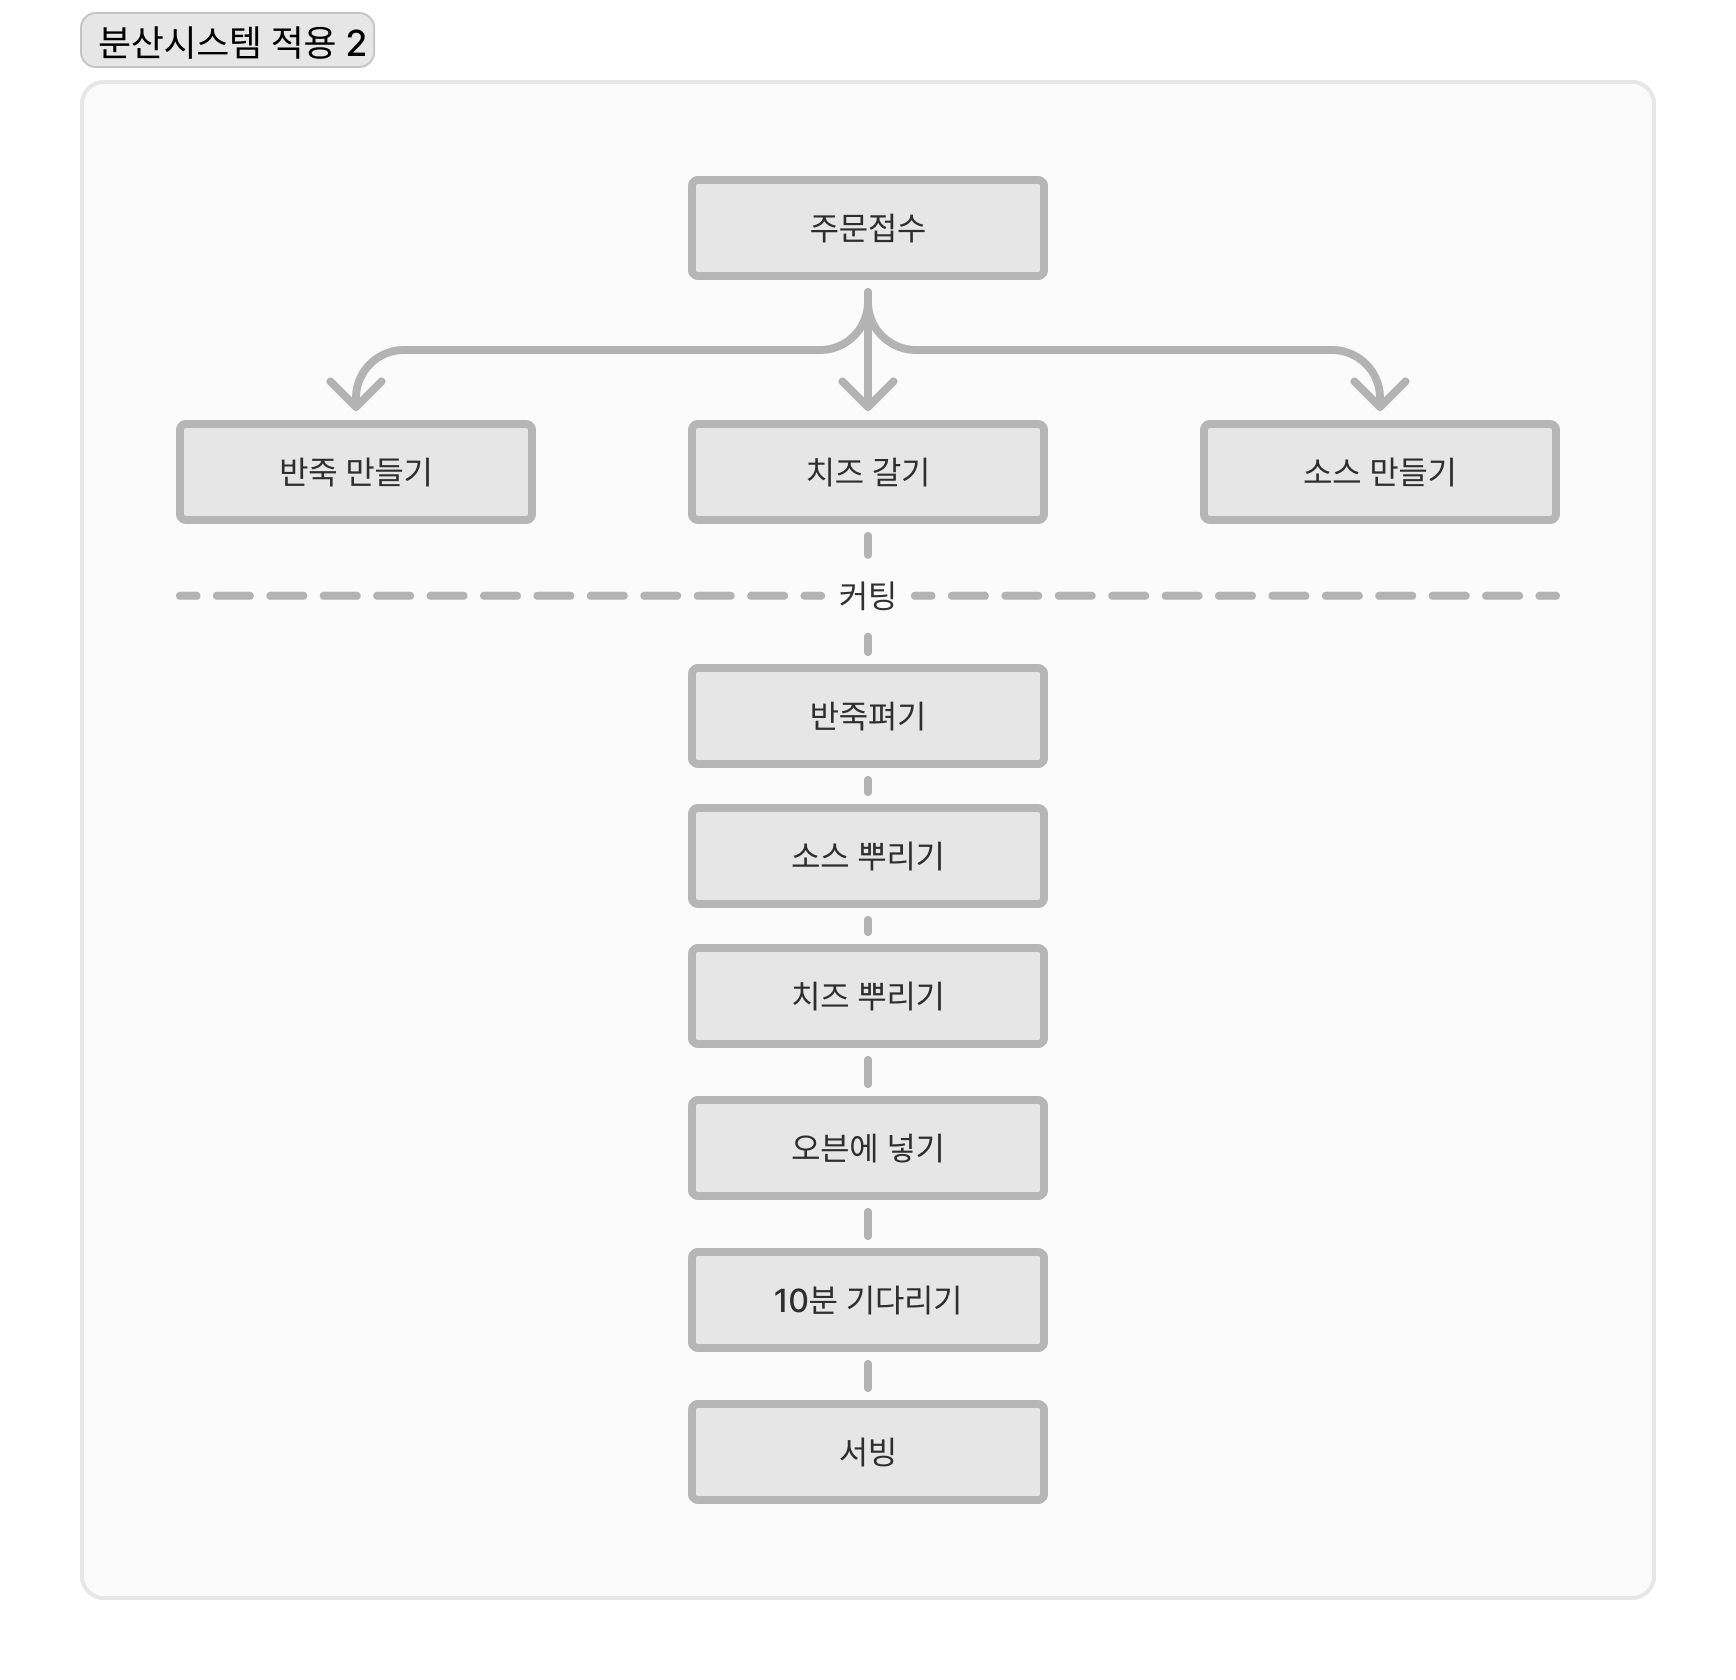 분산시스템 적용 2
주문접수
반죽 만들기
치즈 갈기
소스 만들기
커팅
반죽펴기
소스 뿌리기
치즈 뿌리기
오븐에 넣기
10분 기다리기
서빙